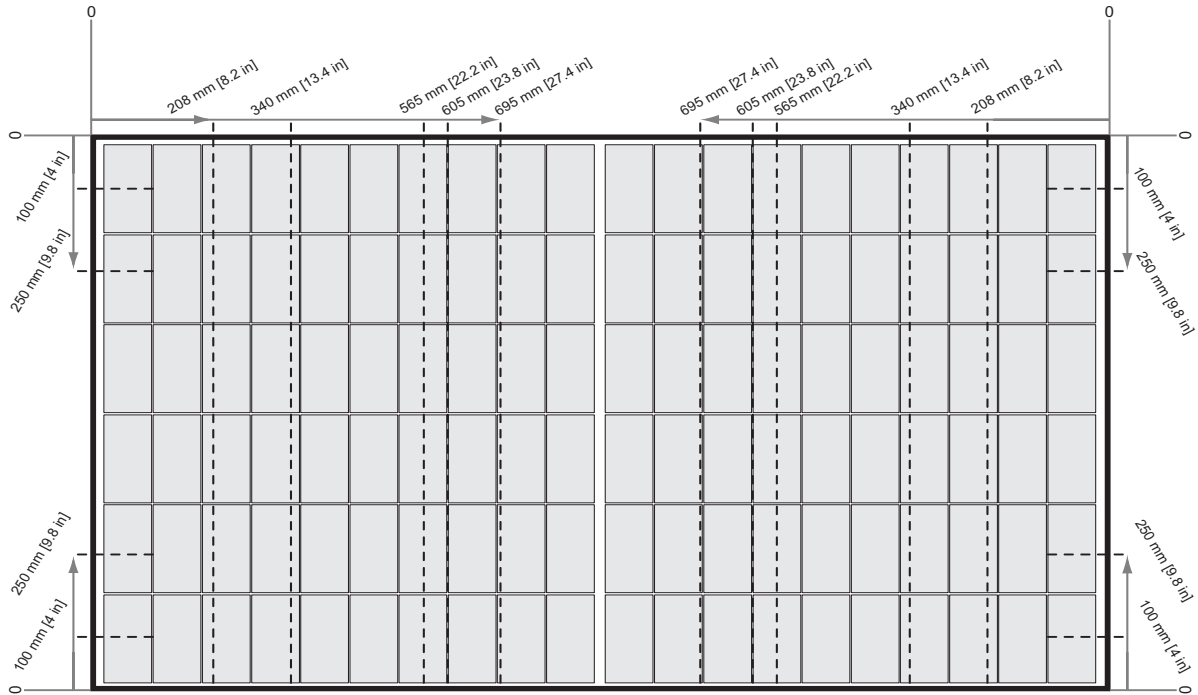 0
0
208 mm [8.2 in]
340 mm [13.4 in]
565 mm [22.2 in]
605 mm [23.8 in]
695 mm [27.4 in]
695 mm [27.4 in]
605 mm [23.8 in]
565 mm [22.2 in]
340 mm [13.4 in]
208 mm [8.2 in]
0
0
100 mm [4 in]
100 mm [4 in]
250 mm [9.8 in]
250 mm [9.8 in]
250 mm [9.8 in]
250 mm [9.8 in]
100 mm [4 in]
100 mm [4 in]
0
0